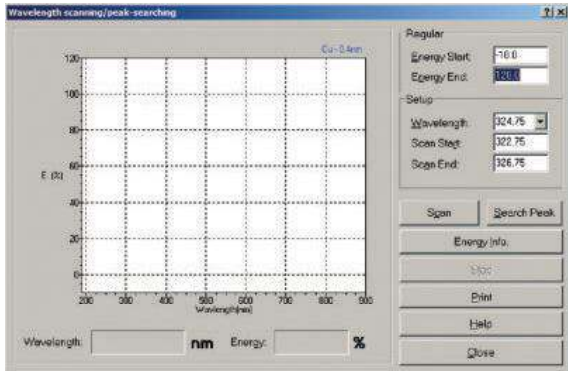 Wavelength scanning/peak-searching
Cu - 0.4nm
120
100
80
60
40
20
0
E (%)
200 300 400 500 600 700 800 900
Wavelength(nm)
Wavelength: nm Energy: %
Regular
Energy Start: -10.0
Energy End: 120.0
Setup
Wavelength: 324.75
Scan Start: 322.75
Scan End: 326.75
Scan Search Peak
Energy Info.
Stop
Print
Help
Close